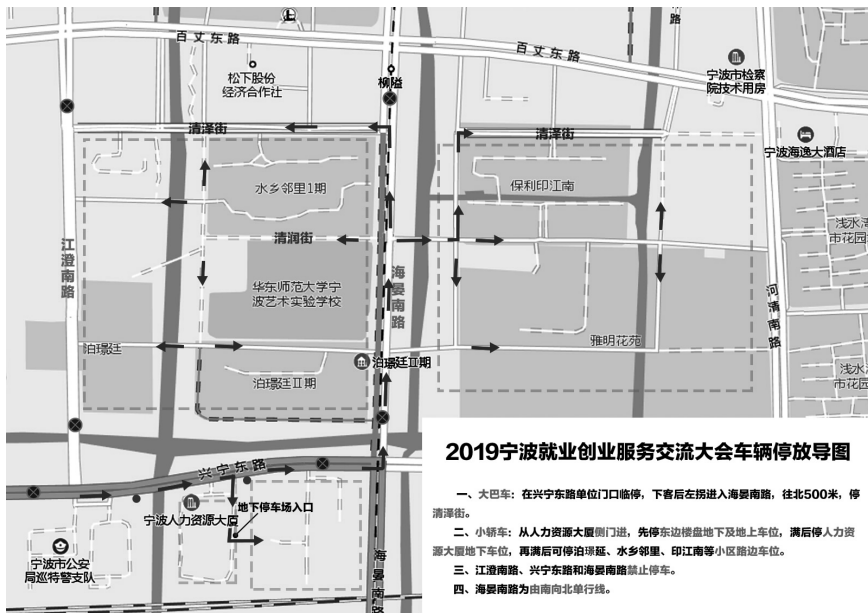 路
百丈东路
百丈东路
松下股份
经济合作社
柳隘
宁波市检察
院技术用房
清泽街
清泽街
宁波海逸大酒店
水乡邻里1期
保利印江南
江澄南路
清润街
浅水湾
市花园
华东师范大学宁
波艺术实验学校
海晏南路
河清南路
泊璟廷
泊璟廷II期
雅明花苑
泊璟廷II期
浅水湾
市花园
兴宁东路
地下停车场入口
宁波人力资源大厦
宁波市公安
局巡特警支队
海晏南路
2019宁波就业创业服务交流大会车辆停放导图
一、大巴车：在兴宁东路单位门口临停，下客后左拐进入海晏南路，往北500米，停
清泽街。
二、小轿车：从人力资源大厦侧门进，先停东边楼盘地下及地上车位，满后停人力资
源大厦地下车位，再满后可停泊璟延、水乡邻里、印江南等小区路边车位。
三、江澄南路、兴宁东路和海晏南路禁止停车。
四、海晏南路为由南向北单行线。